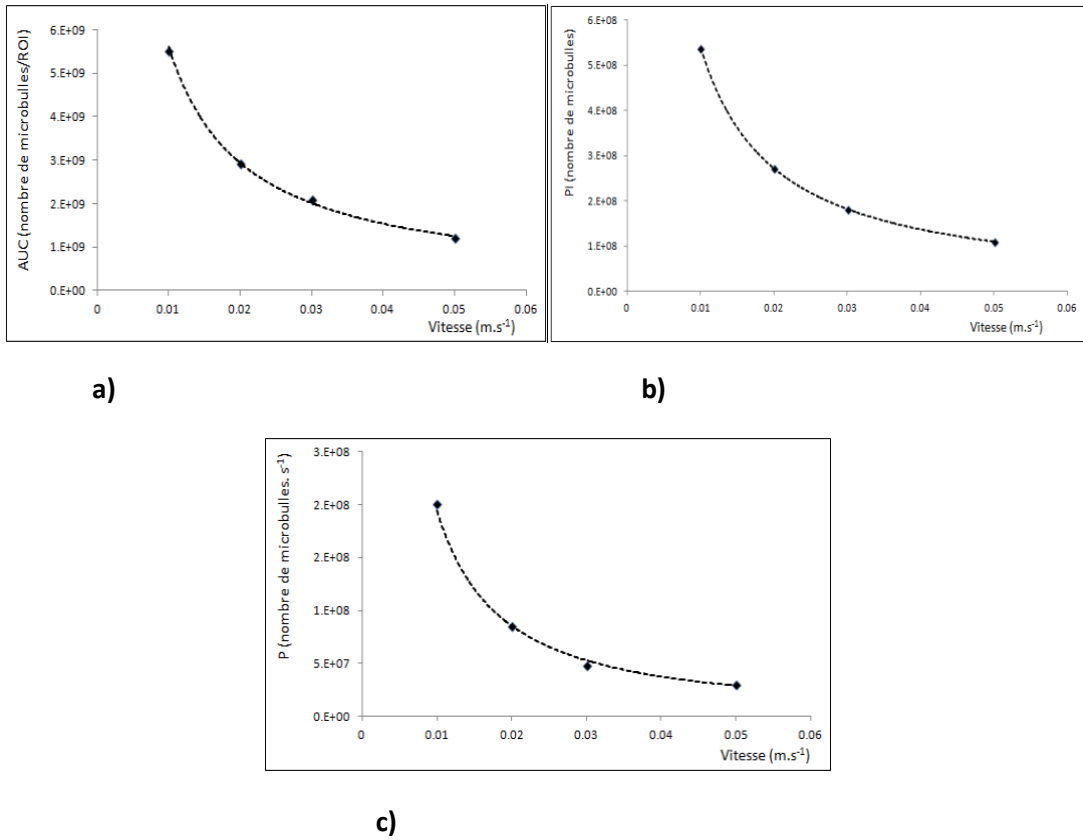 AUC (nombre de microbulles/ROI)
6.E+09
5.E+09
4.E+09
3.E+09
2.E+09
1.E+09
0.E+00
0 0.01 0.02 0.03 0.04 0.05 0.06
Vitesse (m.s-1)
a)
PI (nombre de microbulles)
6.E+08
5.E+08
4.E+08
3.E+08
2.E+08
1.E+08
0.E+00
0 0.01 0.02 0.03 0.04 0.05 0.06
Vitesse (m.s-1)
b)
P (nombre de microbulles. s-1)
3.E+08
2.E+08
2.E+08
1.E+08
5.E+07
0.E+00
0 0.01 0.02 0.03 0.04 0.05 0.06
Vitesse (m.s-1)
c)